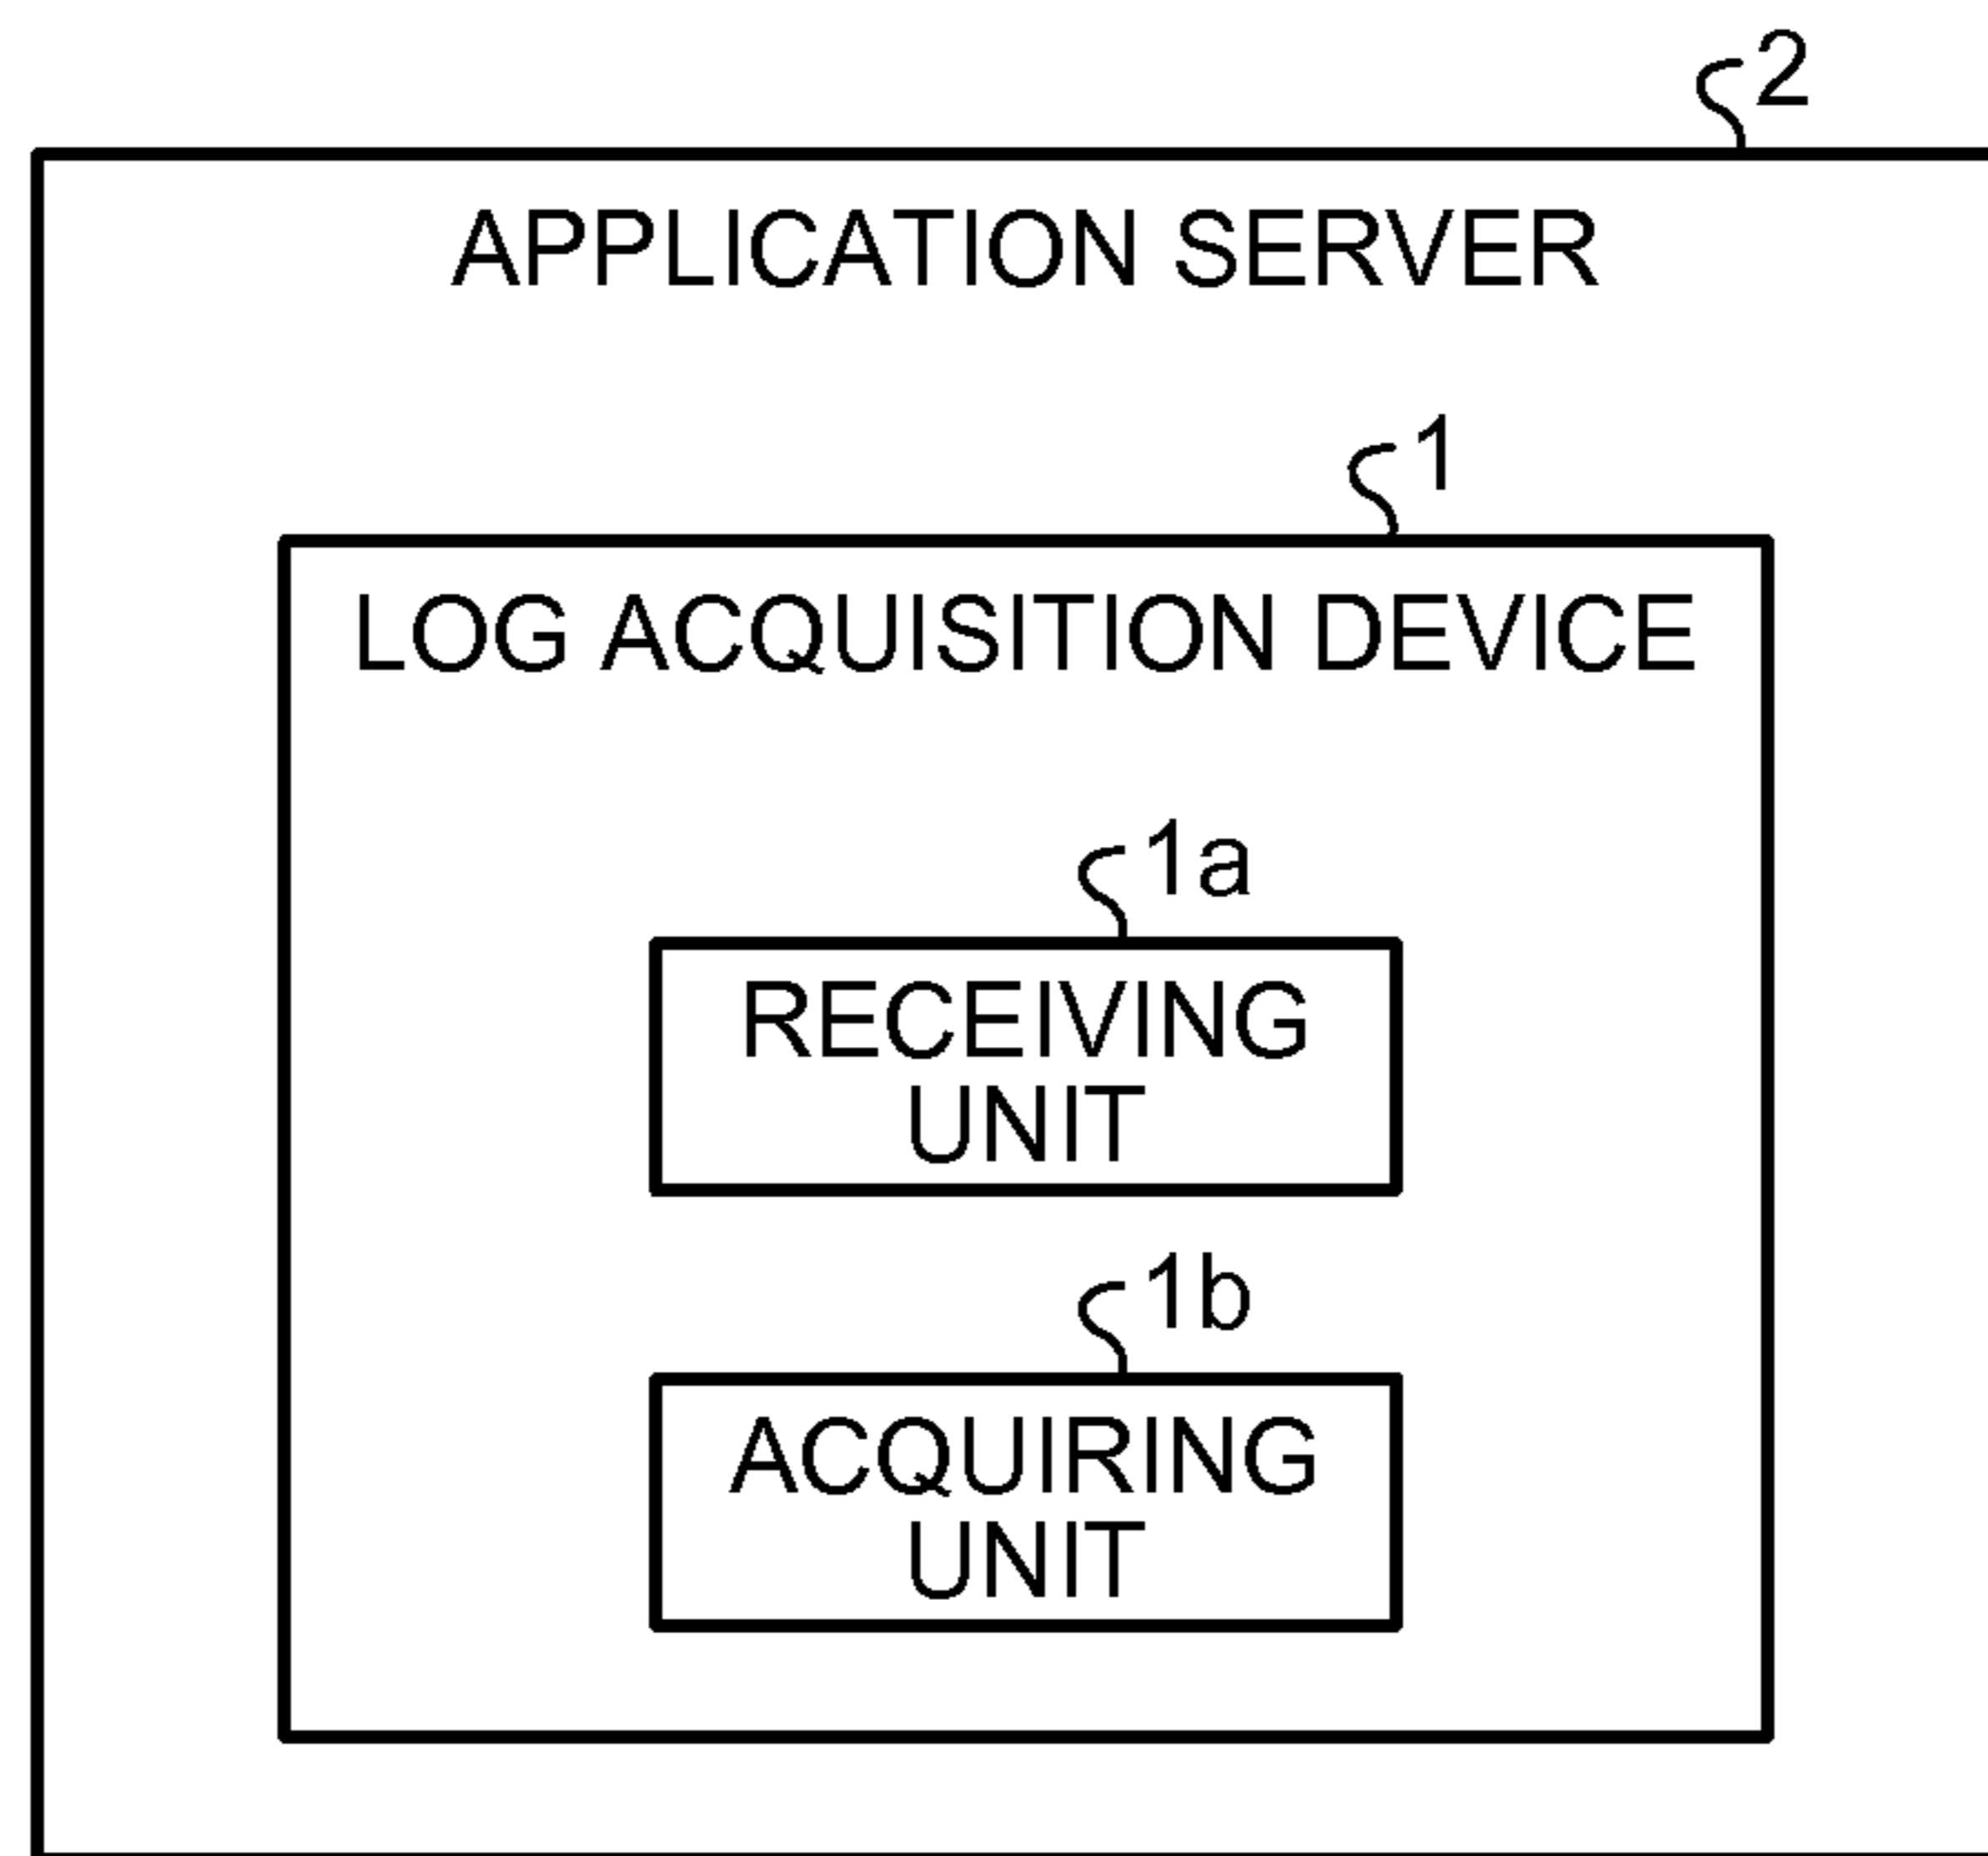 2
APPLICATION SERVER
1
LOG ACQUISITION DEVICE
1a
RECEIVING
UNIT
1b
ACQUIRING
UNIT